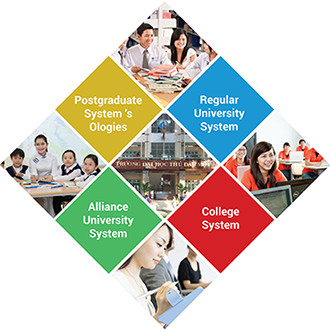 Postgraduate
System 's
Ologies
Regular
University
System
TRƯỜNG ĐẠI HỌC THỦ DẦU MỘT
Alliance
University
System
College
System